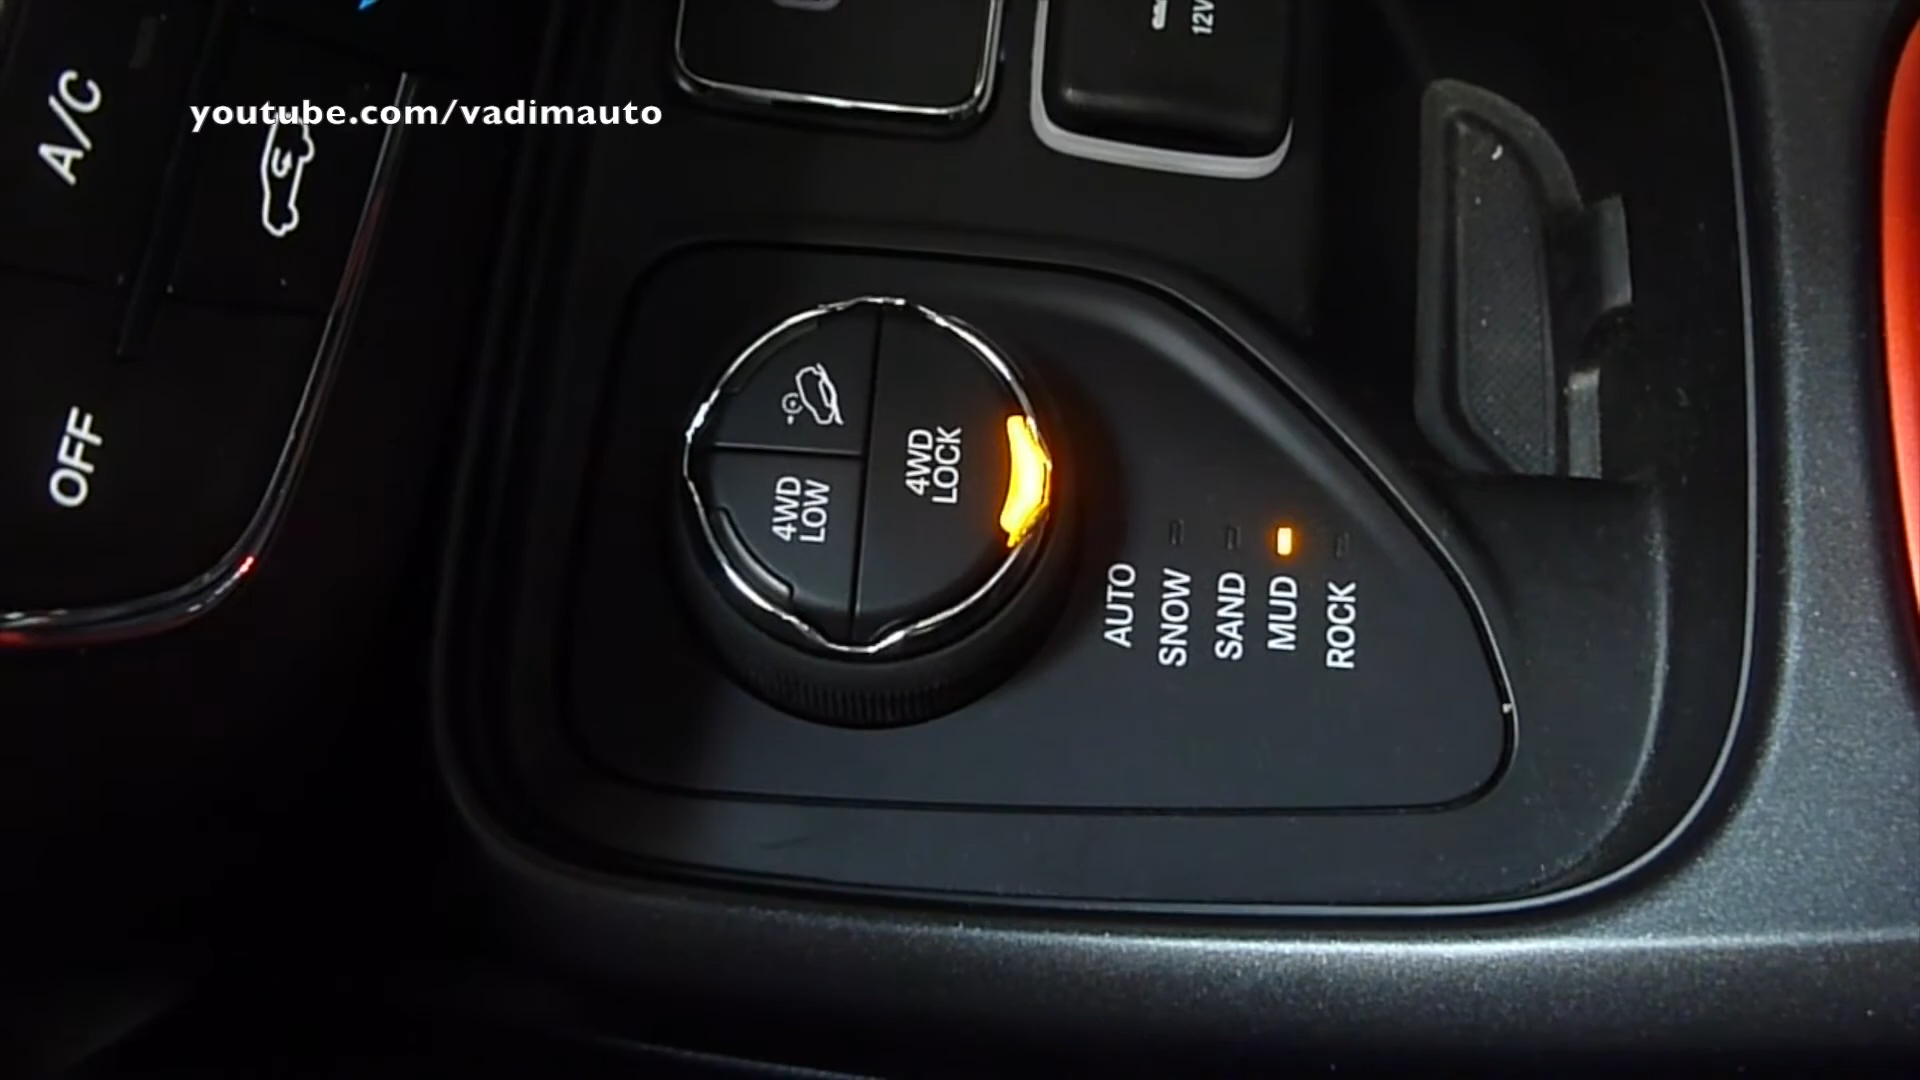 youtube.com/vadimauto
A/C
OFF
12V
4WD
LOCK
4WD
LOW
AUTO
SNOW
SAND
MUD
ROCK